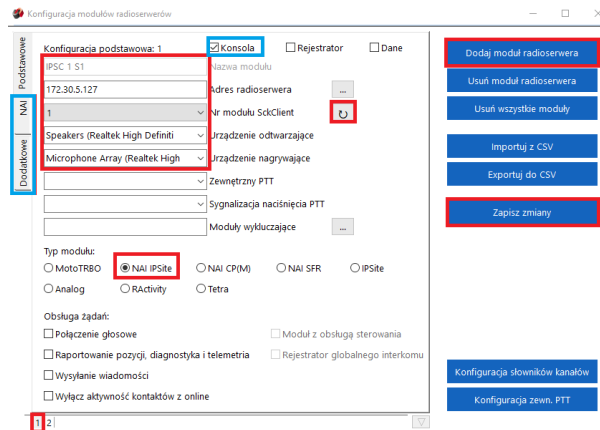 Konfiguracja modułów radioserwerów
Podstawowe
NAI
Dodatkowe
Konfiguracja podstawowa: 1
Konsola
Rejestrator
Dane
IPSC 1 S1
Nazwa modułu
172.30.5.127
Adres radioserwera
...
1
Nr modułu SckClient
Speakers (Realtek High Definiti
Urządzenie odtwarzające
Microphone Array (Realtek High
Urządzenie nagrywające
Zewnętrzny PTT
Sygnalizacja naciśnięcia PTT
Moduły wykluczające
...
Typ modułu:
MotoTRBO
NAI IPSite
NAI CP(M)
NAI SFR
IPSite
Analog
RActivity
Tetra
Obsługa żądań:
Połączenie głosowe
Moduł z obsługą sterowania
Raportowanie pozycji, diagnostyka i telemetria
Rejestrator globalnego interkomu
Wysyłanie wiadomości
Wyłącz aktywność kontaktów z online
1 2
Dodaj moduł radioserwera
Usuń moduł radioserwera
Usuń wszystkie moduły
Importuj z CSV
Exportuj do CSV
Zapisz zmiany
Konfiguracja słowników kanałów
Konfiguracja zewn. PTT